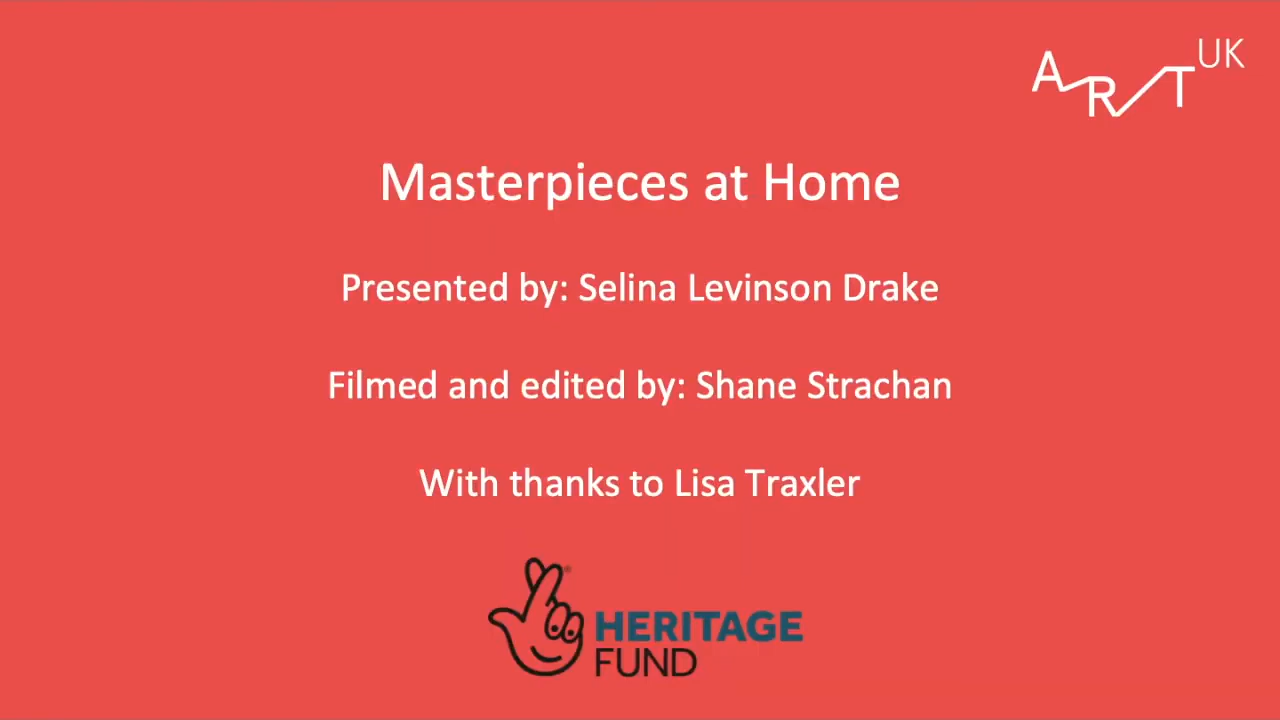 ART UK
Masterpieces at Home
Presented by: Selina Levinson Drake
Filmed and edited by: Shane Strachan
With thanks to Lisa Traxler
HERITAGE
FUND